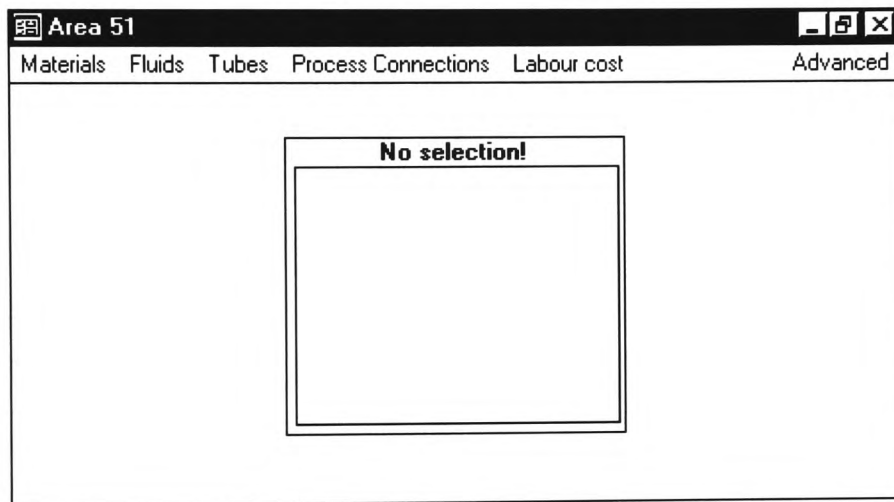 Area 51
Materials Fluids Tubes Process Connections Labour cost Advanced
No selection!